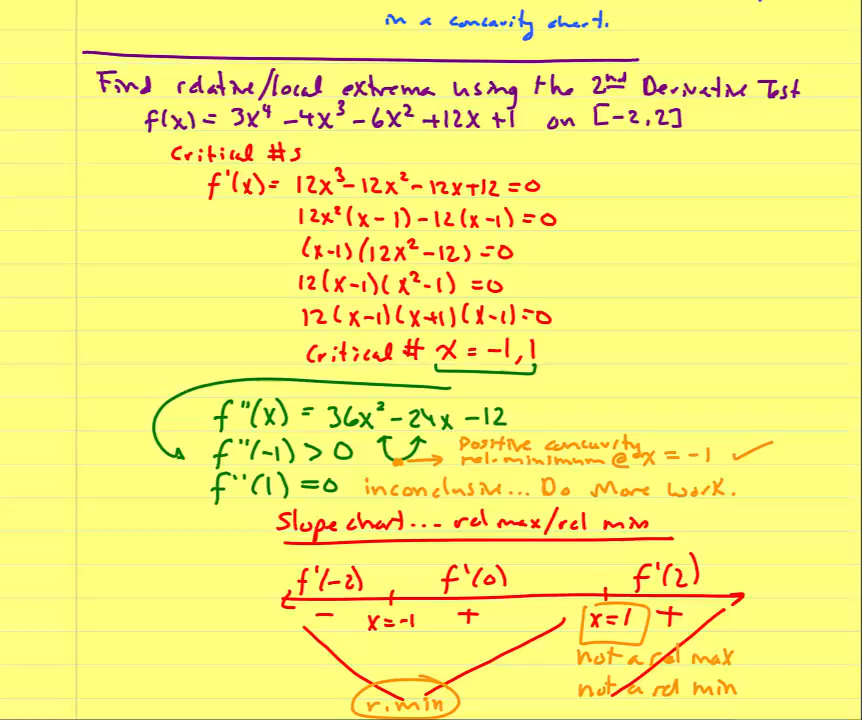 in a concavity chart.
Find relative/local extrema using the 2nd Derivative Test
f(x) = 3x⁴ - 4x³ - 6x² + 12x + 1 on [-2,2]
Critical #s
f'(x) = 12x³ - 12x² - 12x + 12 = 0
12x²(x-1) - 12(x-1) = 0
(x-1)(12x² - 12) = 0
12(x-1)(x²-1) = 0
12(x-1)(x+1)(x-1) = 0
Critical # x = -1, 1
f''(x) = 36x² - 24x - 12
f''(-1) > 0 Positive concavity
rel. minimum @ x = -1 ✓
f''(1) = 0 inconclusive... Do More work.
Slope chart... rel max/rel min
f'(-2) f'(0) f'(2)
- x = -1 + x = 1 +
not a rel max
not a rel min
r. min